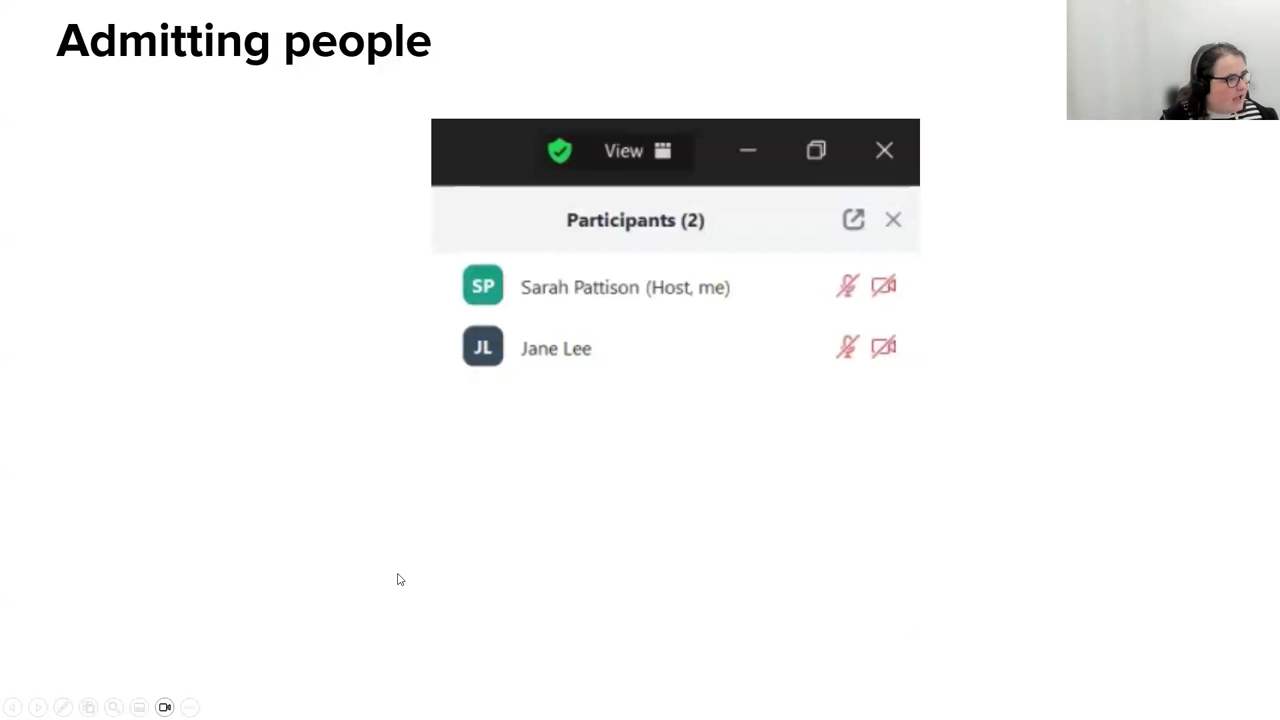 Admitting people
View
Participants (2)
SP Sarah Pattison (Host, me)
JL Jane Lee